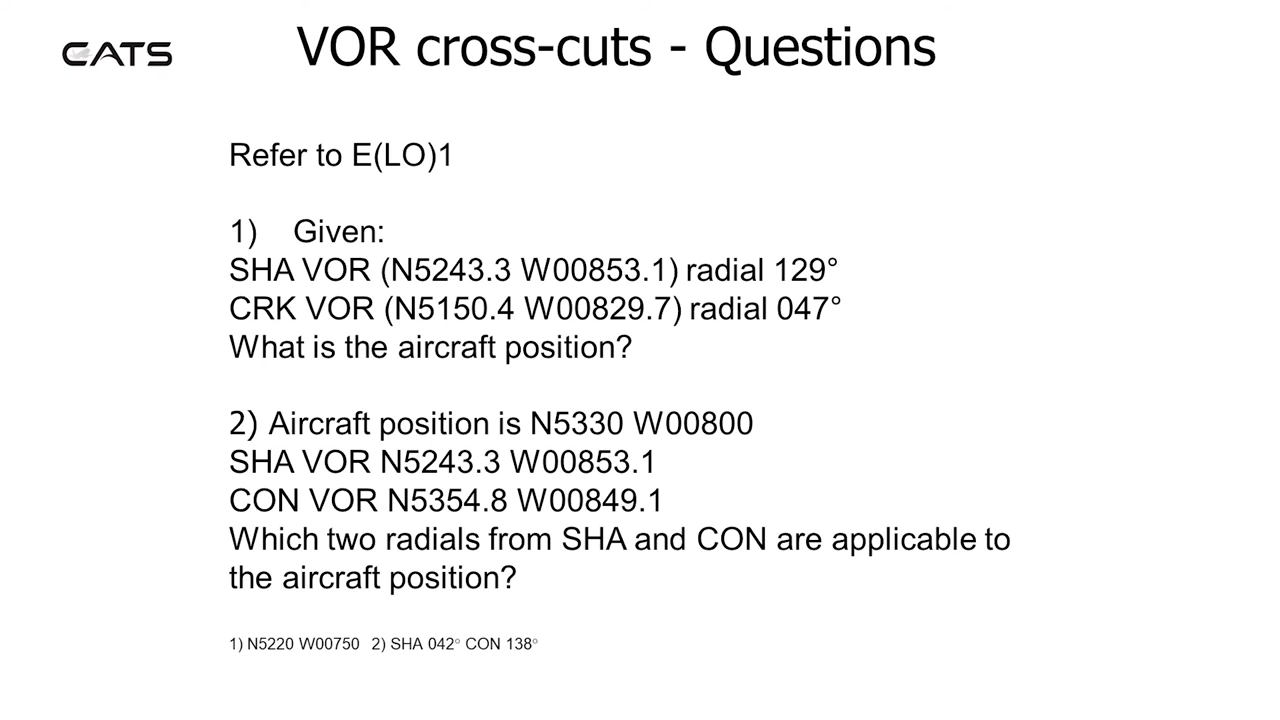 CATS
VOR cross-cuts - Questions
Refer to E(LO)1
1) Given:
SHA VOR (N5243.3 W00853.1) radial 129°
CRK VOR (N5150.4 W00829.7) radial 047°
What is the aircraft position?
2) Aircraft position is N5330 W00800
SHA VOR N5243.3 W00853.1
CON VOR N5354.8 W00849.1
Which two radials from SHA and CON are applicable to
the aircraft position?
1) N5220 W00750 2) SHA 042° CON 138°